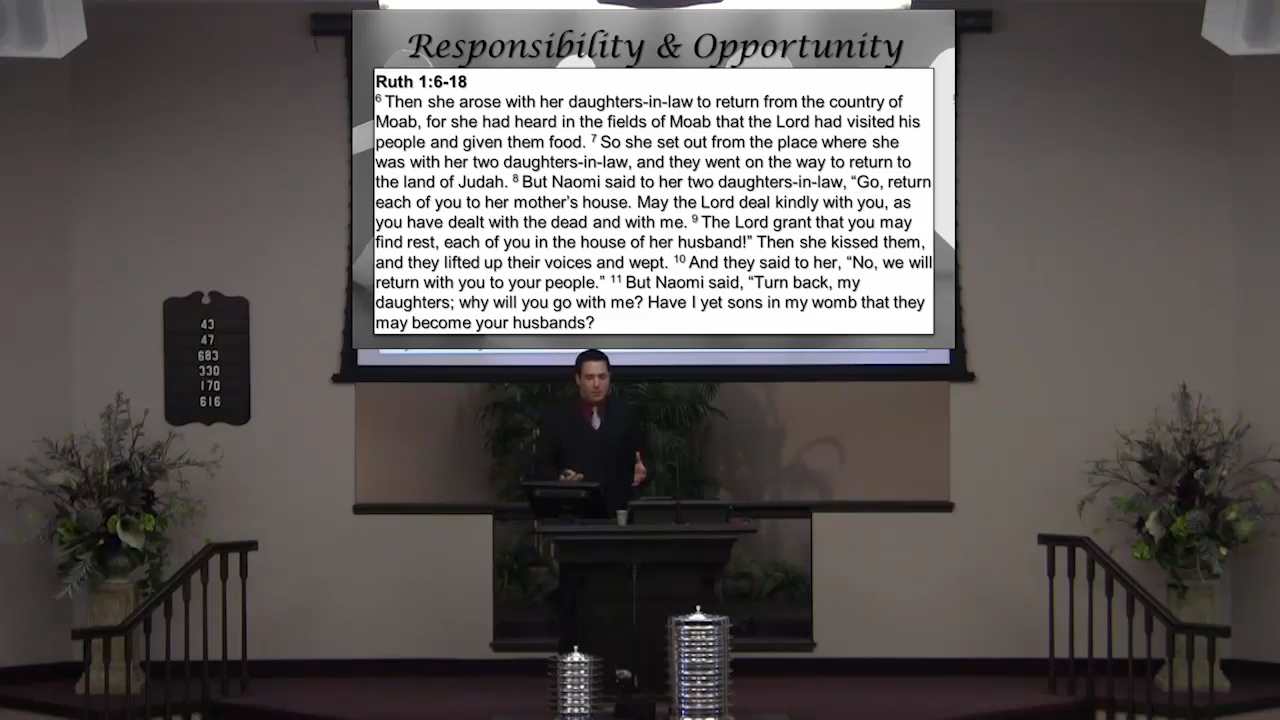 Responsibility & Opportunity
Ruth 1:6-18
6 Then she arose with her daughters-in-law to return from the country of
Moab, for she had heard in the fields of Moab that the Lord had visited his
people and given them food. 7 So she set out from the place where she
was with her two daughters-in-law, and they went on the way to return to
the land of Judah. 8 But Naomi said to her two daughters-in-law, “Go, return
each of you to her mother’s house. May the Lord deal kindly with you, as
you have dealt with the dead and with me. 9 The Lord grant that you may
find rest, each of you in the house of her husband!” Then she kissed them,
and they lifted up their voices and wept. 10 And they said to her, “No, we will
return with you to your people.” 11 But Naomi said, “Turn back, my
daughters; why will you go with me? Have I yet sons in my womb that they
may become your husbands?
43
47
683
330
170
616